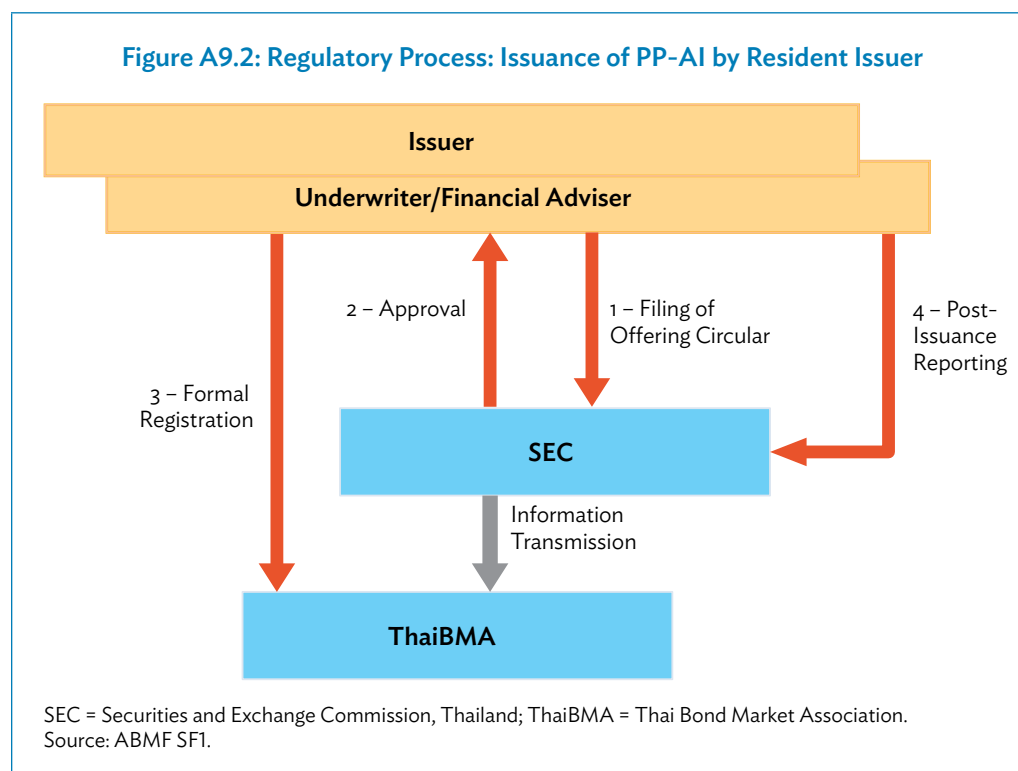 Figure A9.2: Regulatory Process: Issuance of PP-AI by Resident Issuer
Issuer
Underwriter/Financial Adviser
2 – Approval
1 – Filing of
Offering Circular
4 – Post-
Issuance
Reporting
3 – Formal
Registration
SEC
Information
Transmission
ThaiBMA
SEC = Securities and Exchange Commission, Thailand; ThaiBMA = Thai Bond Market Association.
Source: ABMF SF1.